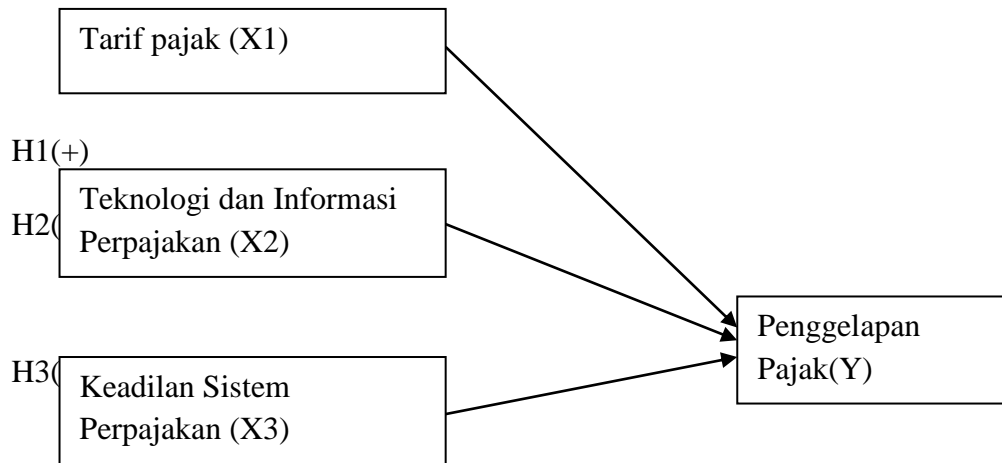 Tarif pajak (X1)
H1(+)
Teknologi dan Informasi
H2(
Perpajakan (X2)
Penggelapan
Pajak(Y)
H3(
Keadilan Sistem
Perpajakan (X3)